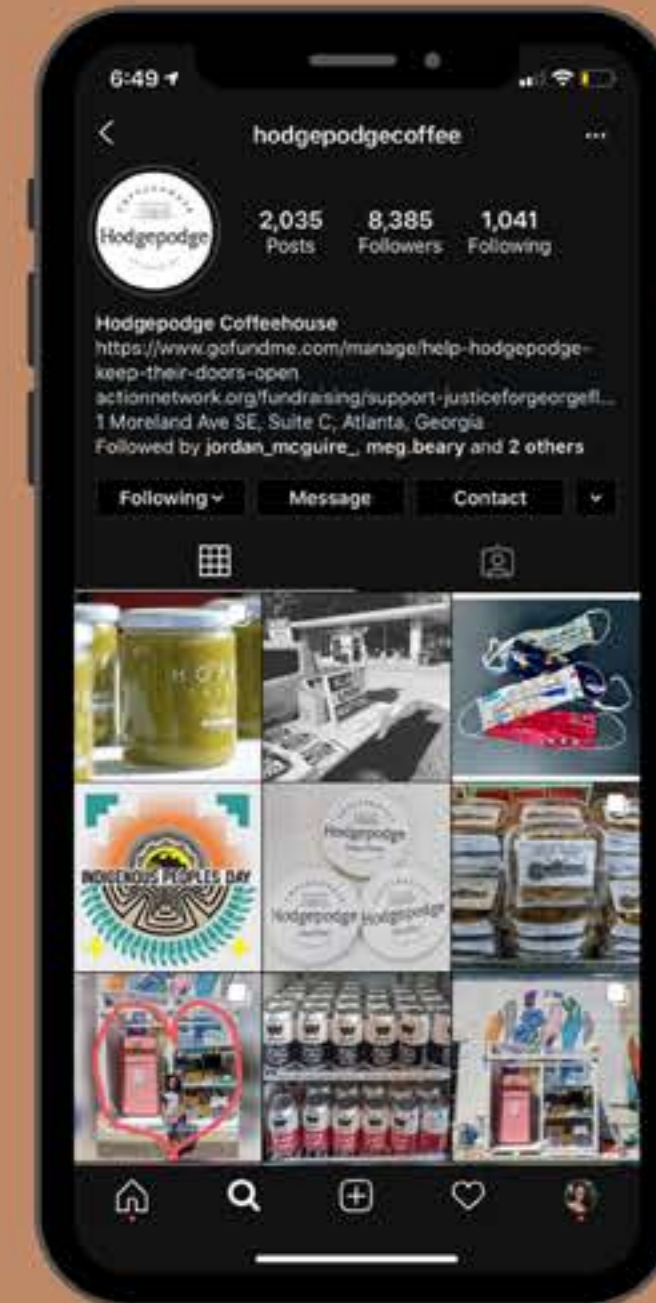 6:49
hodgepodgecoffee
COFFEEHOUSE
Hodgepodge
2,035 8,385 1,041
Posts Followers Following
Hodgepodge Coffeehouse
https://www.gofundme.com/manage/help-hodgepodge-
keep-their-doors-open
actionnetwork.org/fundraising/support-justiceforgeorgefl...
1 Moreland Ave SE, Suite C, Atlanta, Georgia
Followed by jordan_mcguire_, meg.beary and 2 others
Following Message Contact
INDIGENOUS PEOPLES DAY
Hodgepodge
Hodgepodge Hodgepodge